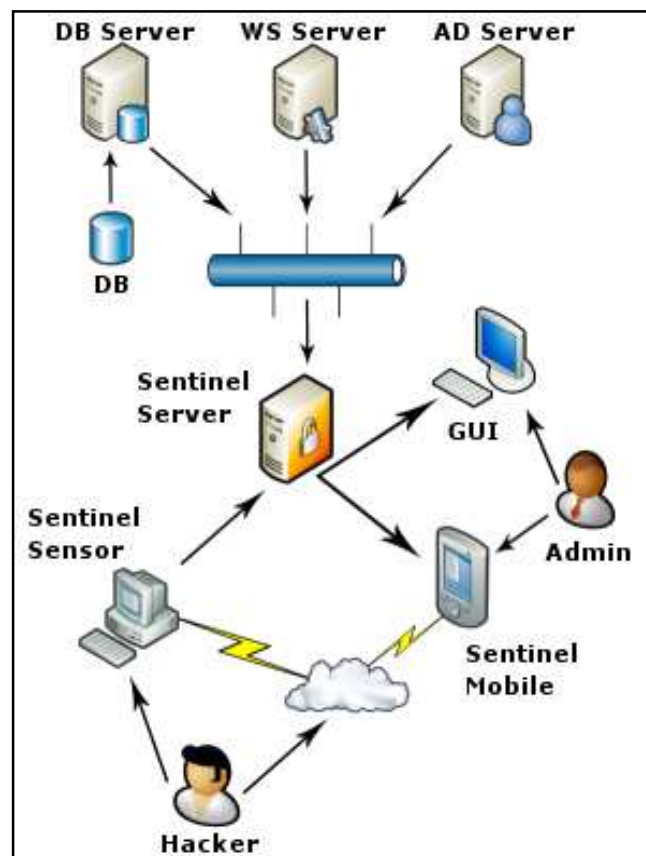 DB Server
WS Server
AD Server
DB
Sentinel
Server
GUI
Sentinel
Sensor
Admin
Sentinel
Mobile
Hacker